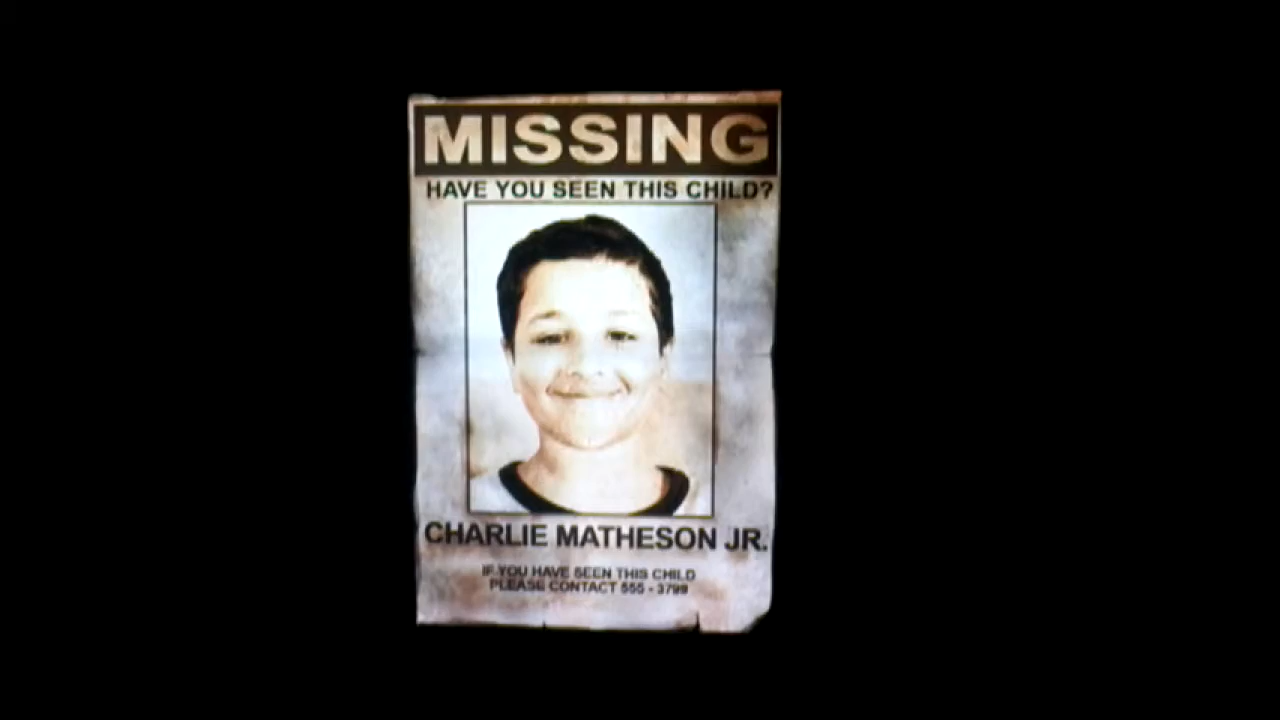 MISSING
HAVE YOU SEEN THIS CHILD?
CHARLIE MATHESON JR.
IF YOU HAVE SEEN THIS CHILD
PLEASE CONTACT 555 - 3799